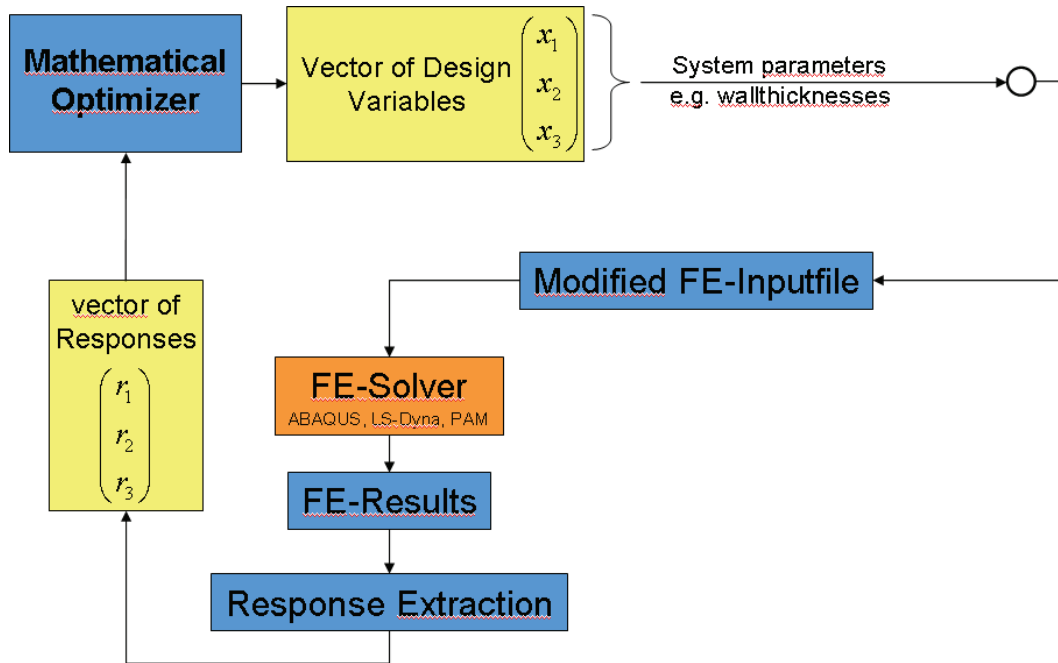 Mathematical
Optimizer
Vector of Design
Variables
x1
x2
x3
System parameters
e.g. wallthicknesses
Modified FE-Inputfile
FE-Solver
ABAQUS, LS-Dyna, PAM
FE-Results
Response Extraction
vector of
Responses
r1
r2
r3